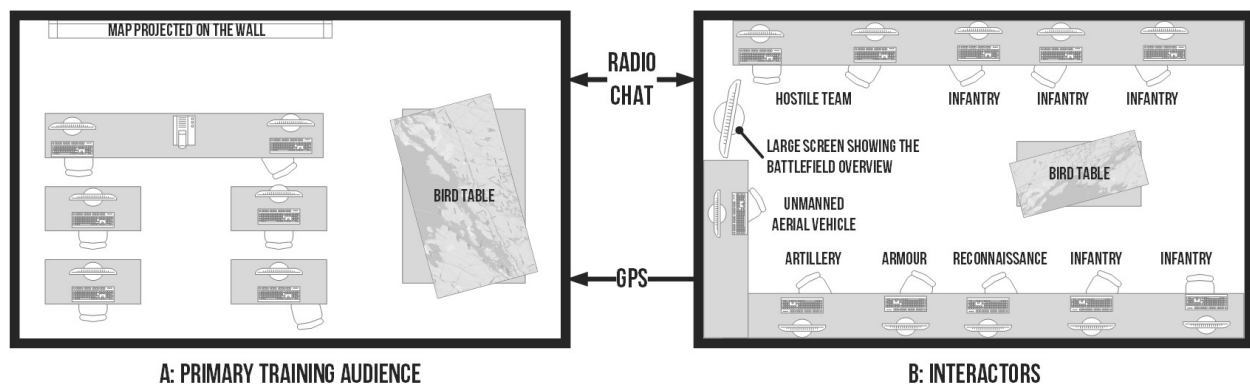 MAP PROJECTED ON THE WALL
BIRD TABLE
A: PRIMARY TRAINING AUDIENCE
RADIO
CHAT
GPS
HOSTILE TEAM
INFANTRY
INFANTRY
INFANTRY
LARGE SCREEN SHOWING THE
BATTLEFIELD OVERVIEW
BIRD TABLE
UNMANNED
AERIAL VEHICLE
ARTILLERY
ARMOUR
RECONNAISSANCE
INFANTRY
INFANTRY
B: INTERACTORS